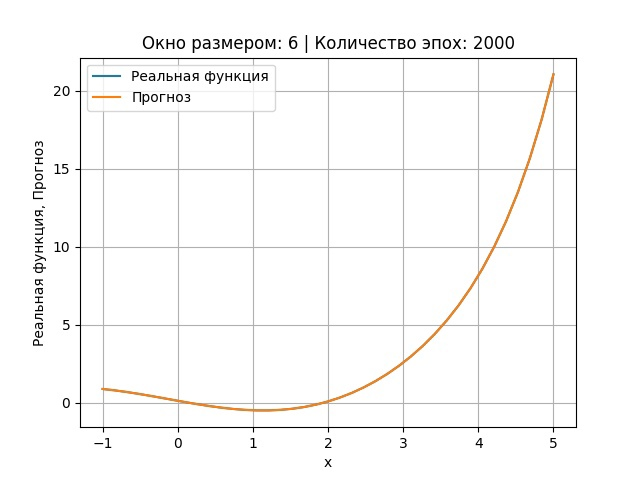 Окно размером: 6 | Количество эпох: 2000
Реальная функция
Прогноз
Реальная функция, Прогноз
20
15
10
5
0
−1 0 1 2 3 4 5
x